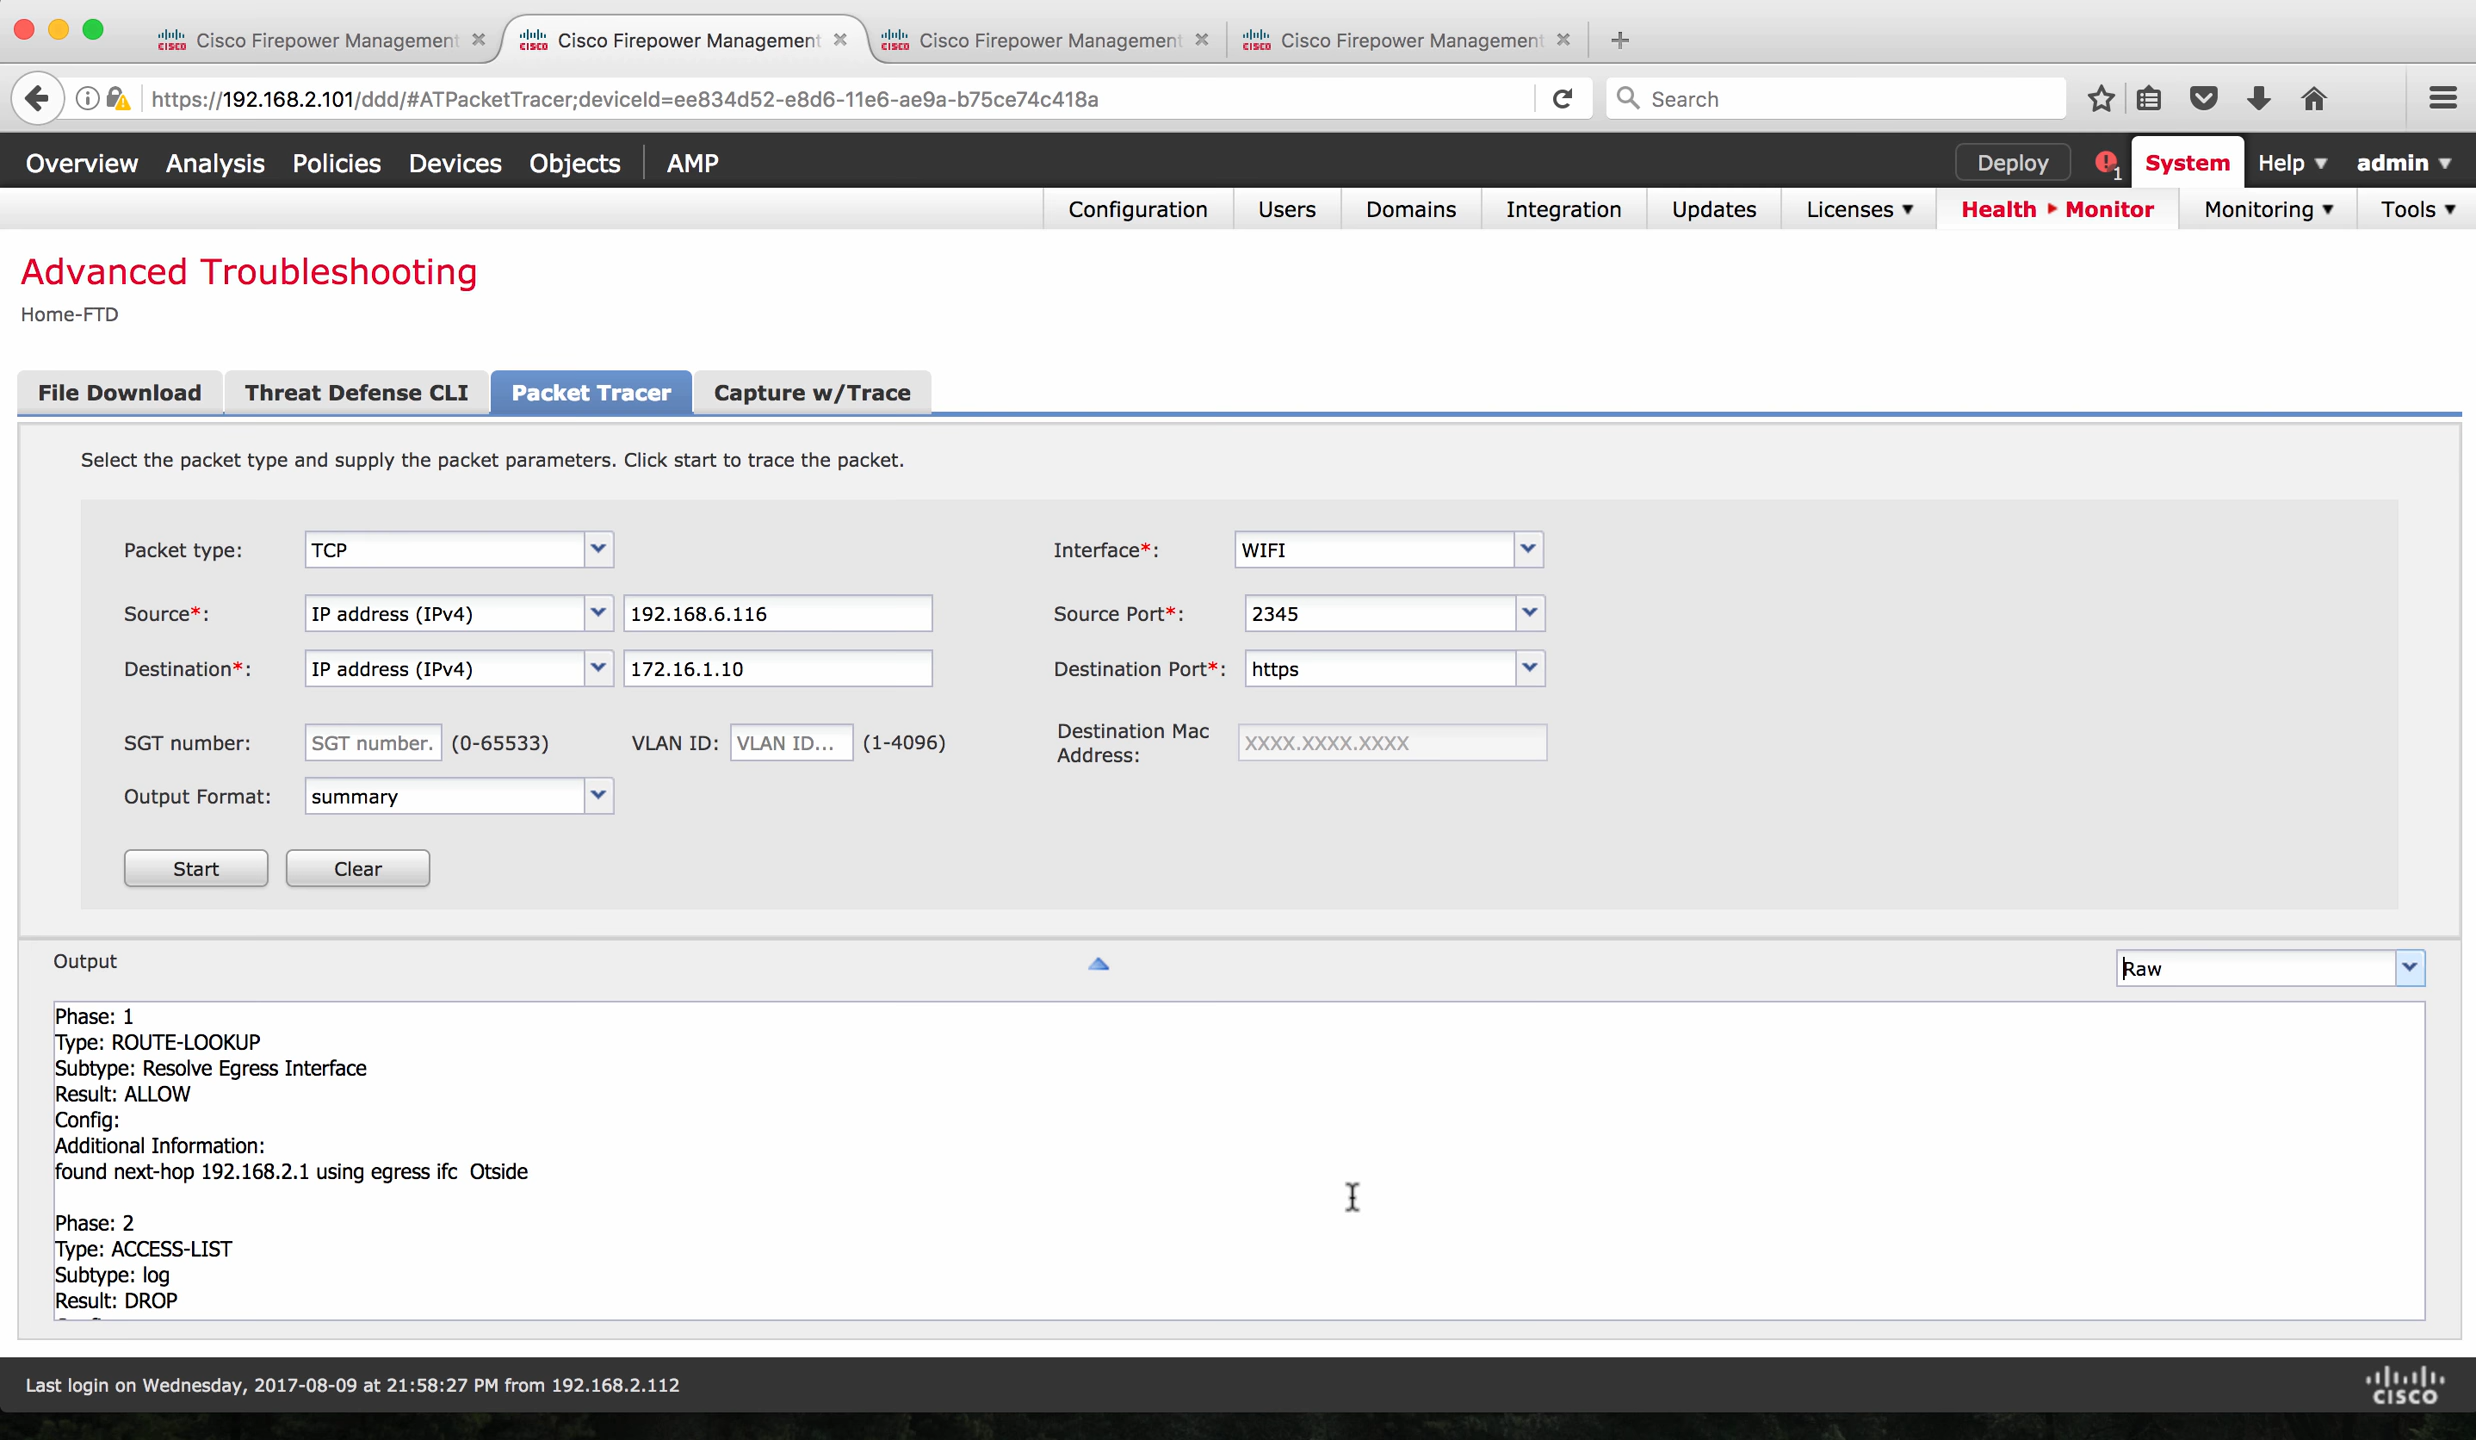 Cisco Firepower Management
Cisco Firepower Management
Cisco Firepower Management
Cisco Firepower Management
https://192.168.2.101/ddd/#ATPacketTracer;deviceId=ee834d52-e8d6-11e6-ae9a-b75ce74c418a
Search
Overview Analysis Policies Devices Objects AMP
Deploy 1 System Help admin
Configuration Users Domains Integration Updates Licenses Health Monitor Monitoring Tools
Advanced Troubleshooting
Home-FTD
File Download Threat Defense CLI Packet Tracer Capture w/Trace
Select the packet type and supply the packet parameters. Click start to trace the packet.
Packet type: TCP Interface*: WIFI
Source*: IP address (IPv4) 192.168.6.116 Source Port*: 2345
Destination*: IP address (IPv4) 172.16.1.10 Destination Port*: https
SGT number: SGT number. (0-65533) VLAN ID: VLAN ID... (1-4096) Destination Mac Address: XXXX.XXXX.XXXX
Output Format: summary
Start Clear
Output Raw
Phase: 1
Type: ROUTE-LOOKUP
Subtype: Resolve Egress Interface
Result: ALLOW
Config:
Additional Information:
found next-hop 192.168.2.1 using egress ifc Otside
Phase: 2
Type: ACCESS-LIST
Subtype: log
Result: DROP
Last login on Wednesday, 2017-08-09 at 21:58:27 PM from 192.168.2.112
CISCO